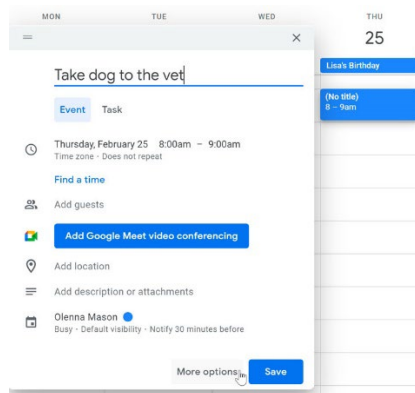 MON TUE WED THU
25
Take dog to the vet
Lisa's Birthday
Event Task
(No title)
8 – 9am
Thursday, February 25 8:00am – 9:00am
Time zone · Does not repeat
Find a time
Add guests
Add Google Meet video conferencing
Add location
Add description or attachments
Olenna Mason
Busy · Default visibility · Notify 30 minutes before
More options
Save